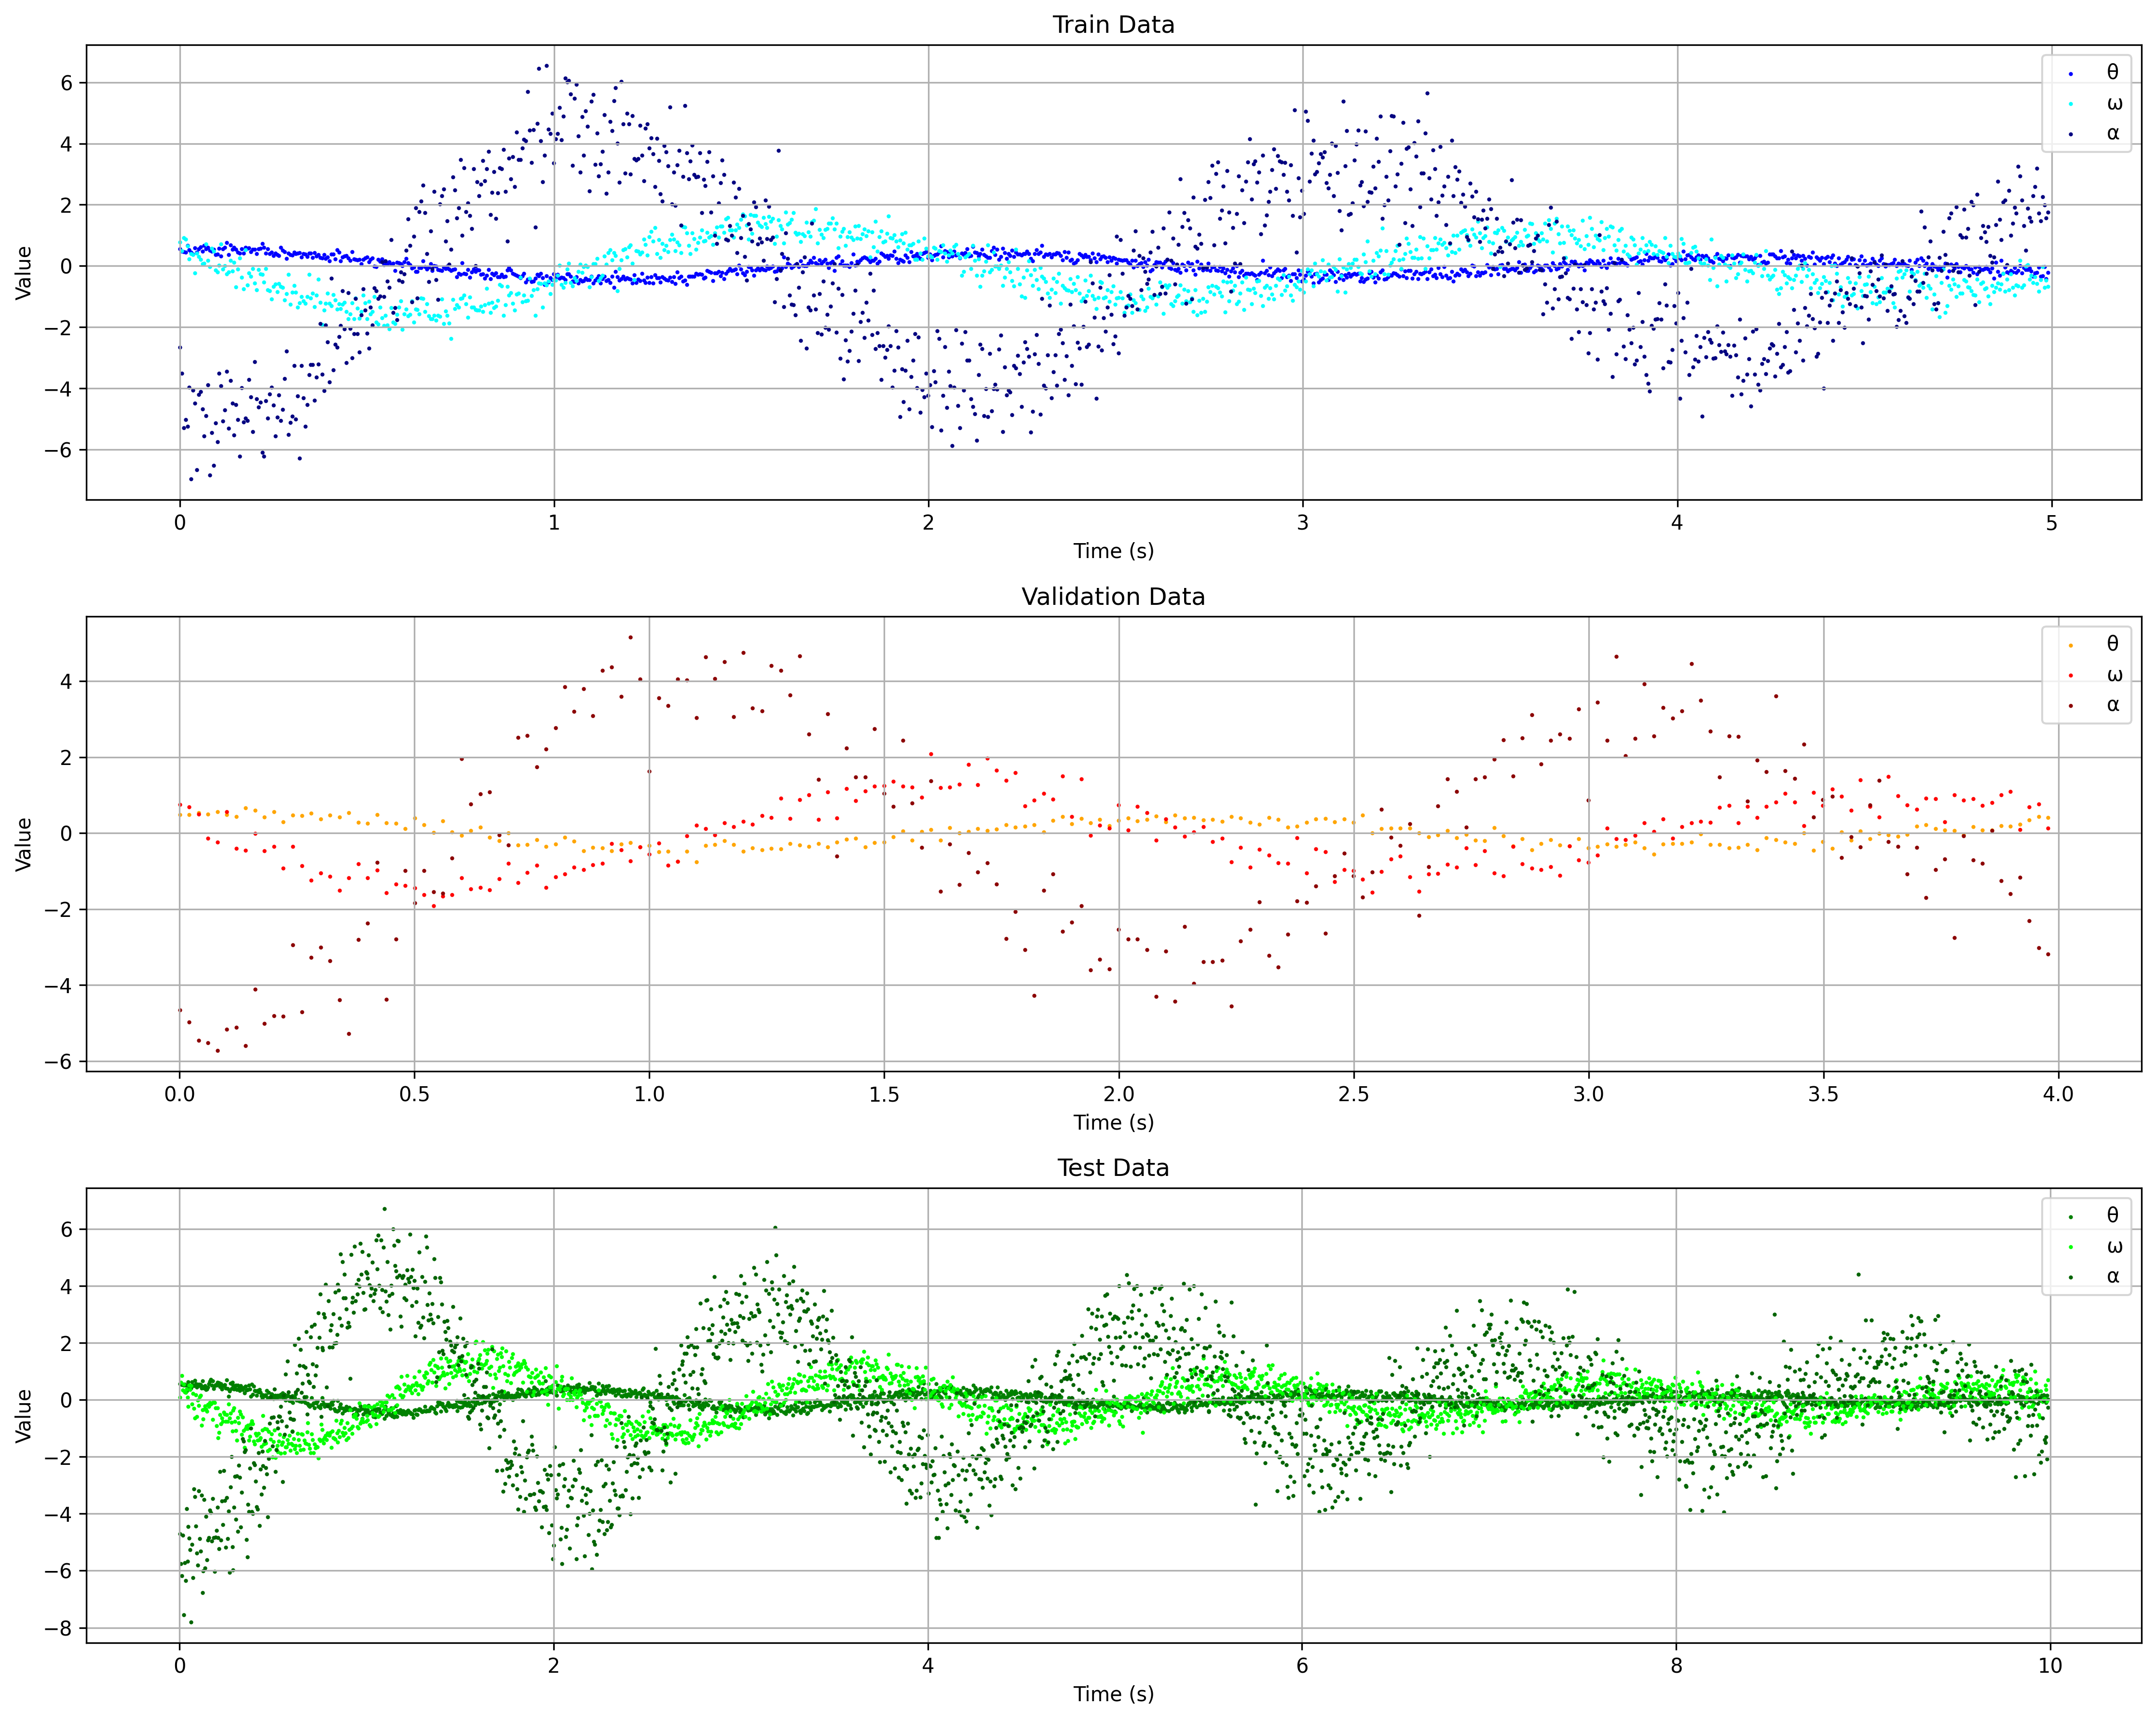 Train Data
Value
6
4
2
0
−2
−4
−6
θ
ω
α
0 1 2 3 4 5
Time (s)
Validation Data
Value
4
2
0
−2
−4
−6
θ
ω
α
0.0 0.5 1.0 1.5 2.0 2.5 3.0 3.5 4.0
Time (s)
Test Data
Value
6
4
2
0
−2
−4
−6
−8
θ
ω
α
0 2 4 6 8 10
Time (s)